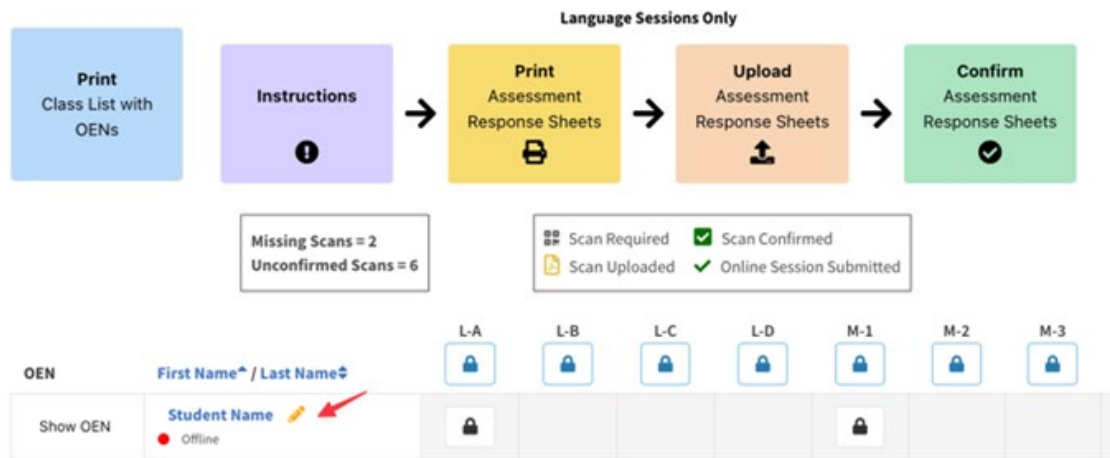 Language Sessions Only
Print
Class List with
OENs
Instructions
Print
Assessment
Response Sheets
Upload
Assessment
Response Sheets
Confirm
Assessment
Response Sheets
Missing Scans = 2
Unconfirmed Scans = 6
Scan Required
Scan Confirmed
Scan Uploaded
Online Session Submitted
L-A L-B L-C L-D M-1 M-2 M-3
OEN First Name / Last Name
Show OEN Student Name
Offline